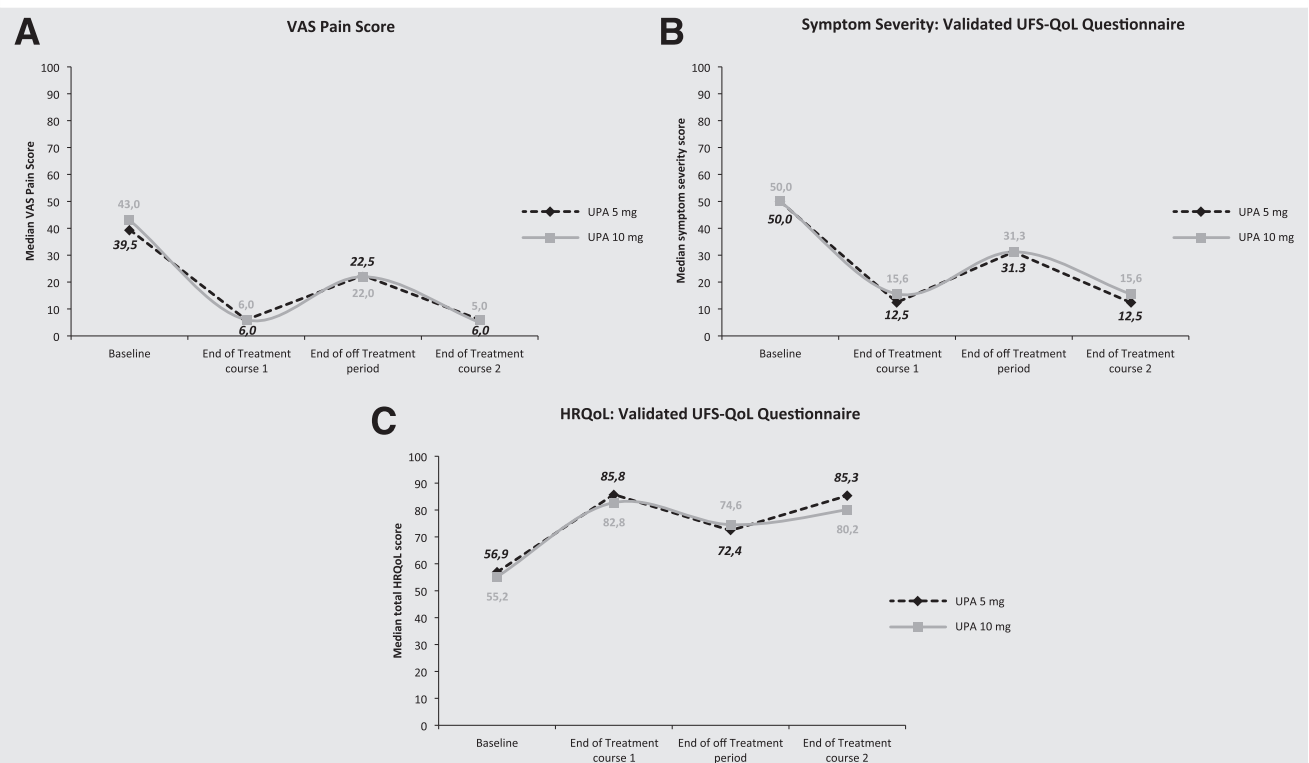 A
VAS Pain Score
Median VAS Pain Score
100
90
80
70
60
50
40
30
20
10
0
43,0
39,5
6,0
6,0
22,5
22,0
5,0
6,0
Baseline
End of Treatment
course 1
End of off Treatment
period
End of Treatment
course 2
UPA 5 mg
UPA 10 mg
B
Symptom Severity: Validated UFS-QoL Questionnaire
Median symptom severity score
100
90
80
70
60
50
40
30
20
10
0
50,0
50,0
15,6
12,5
31,3
31.3
15,6
12,5
Baseline
End of Treatment
course 1
End of off Treatment
period
End of Treatment
course 2
UPA 5 mg
UPA 10 mg
C
HRQoL: Validated UFS-QoL Questionnaire
Median total HRQoL score
100
90
80
70
60
50
40
30
20
10
0
56,9
55,2
85,8
82,8
74,6
72,4
85,3
80,2
Baseline
End of Treatment
course 1
End of off Treatment
period
End of Treatment
course 2
UPA 5 mg
UPA 10 mg